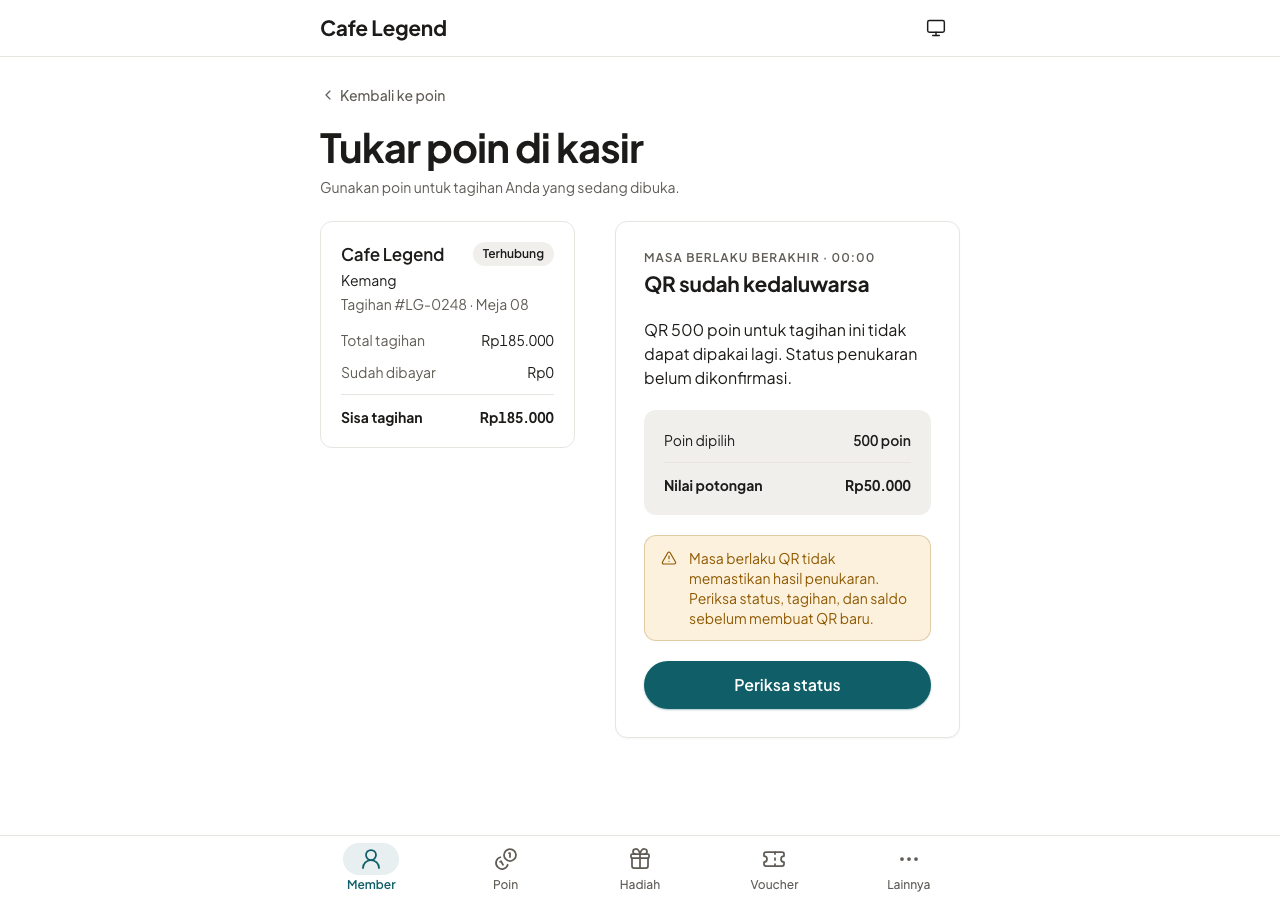 Cafe Legend
Kembali ke poin
Tukar poin di kasir
Gunakan poin untuk tagihan Anda yang sedang dibuka.
Cafe Legend
Terhubung
Kemang
Tagihan #LG-0248 · Meja 08
Total tagihan Rp185.000
Sudah dibayar Rp0
Sisa tagihan Rp185.000
MASA BERLAKU BERAKHIR · 00:00
QR sudah kedaluwarsa
QR 500 poin untuk tagihan ini tidak
dapat dipakai lagi. Status penukaran
belum dikonfirmasi.
Poin dipilih 500 poin
Nilai potongan Rp50.000
Masa berlaku QR tidak
memastikan hasil penukaran.
Periksa status, tagihan, dan saldo
sebelum membuat QR baru.
Periksa status
Member
Poin
Hadiah
Voucher
Lainnya